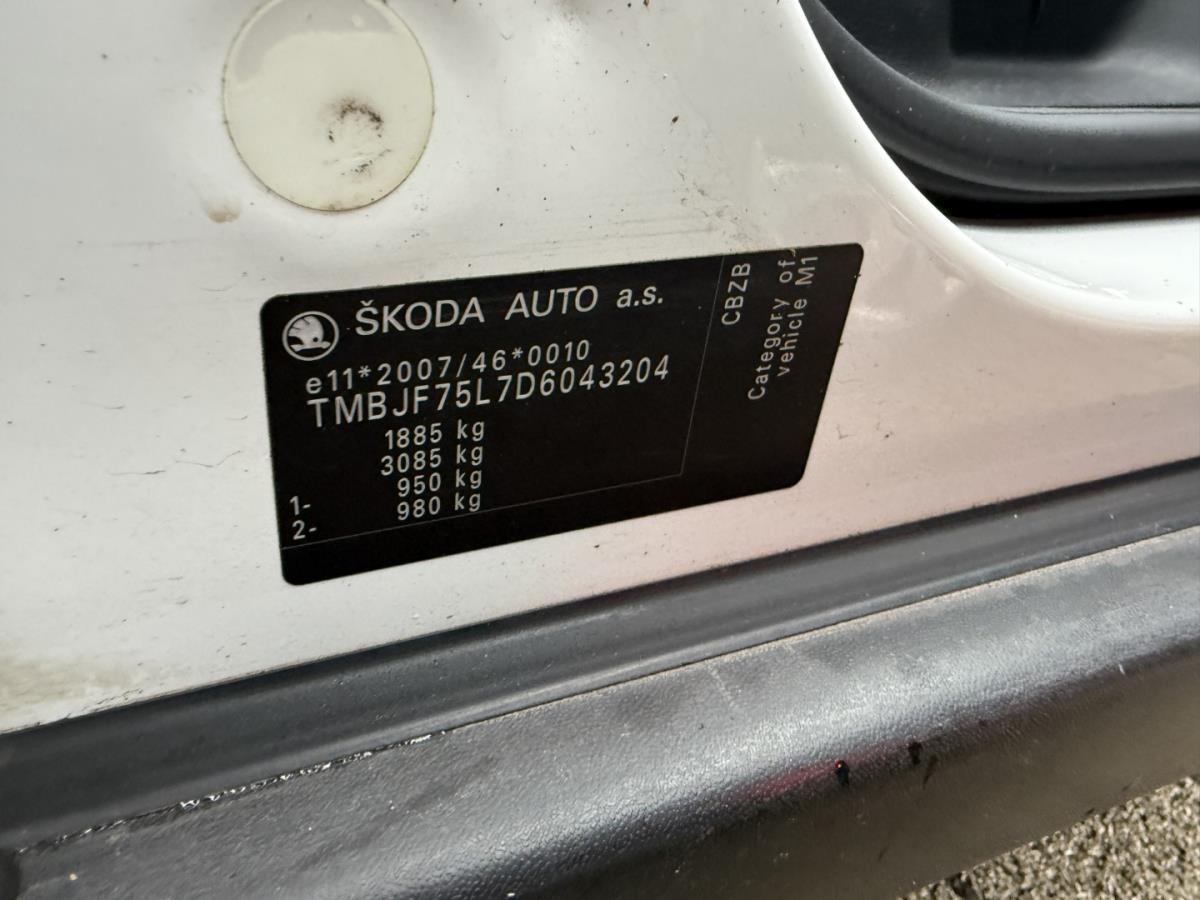 ŠKODA AUTO a.s.
e11*2007/46*0010
TMBJF75L7D6043204
1885 kg
3085 kg
1- 950 kg
2- 980 kg
CBZB
Category of
vehicle M1